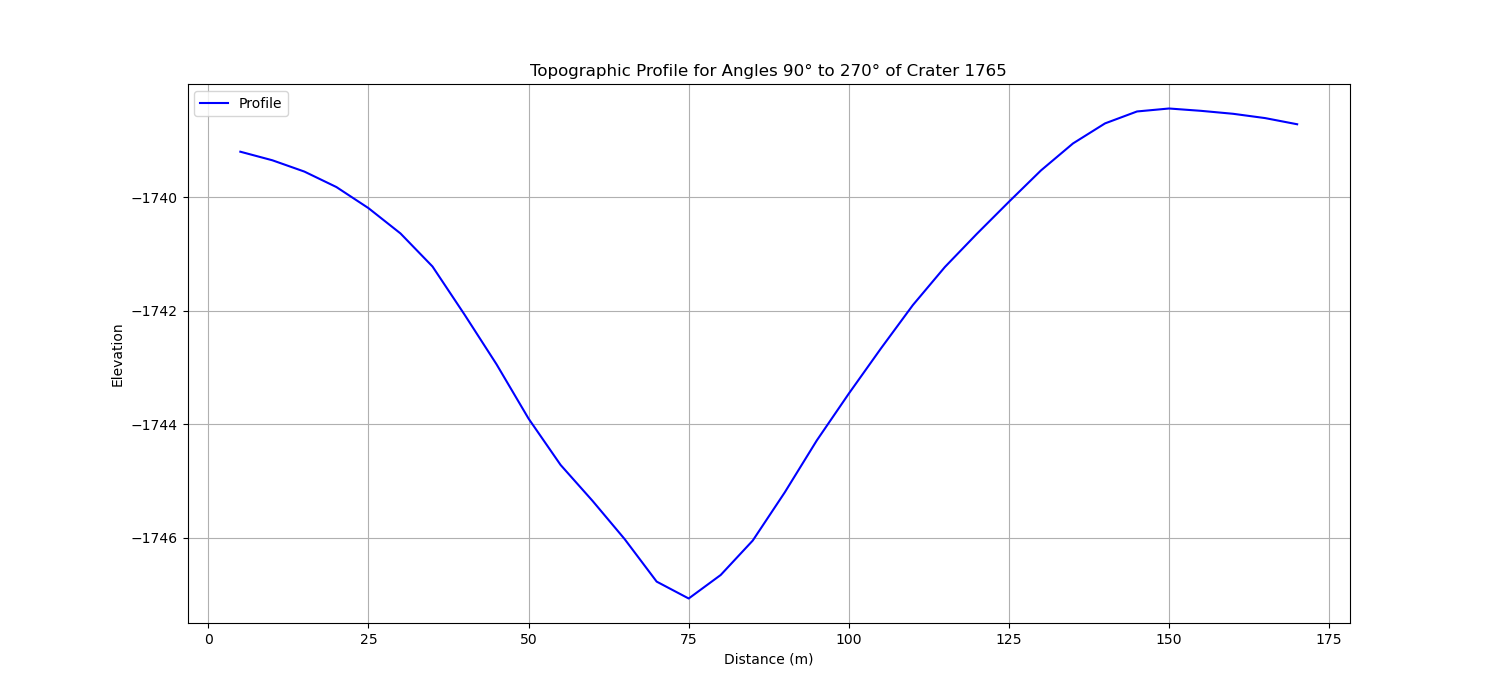 Topographic Profile for Angles 90° to 270° of Crater 1765
Profile
−1740
−1742
−1744
−1746
Elevation
0 25 50 75 100 125 150 175
Distance (m)